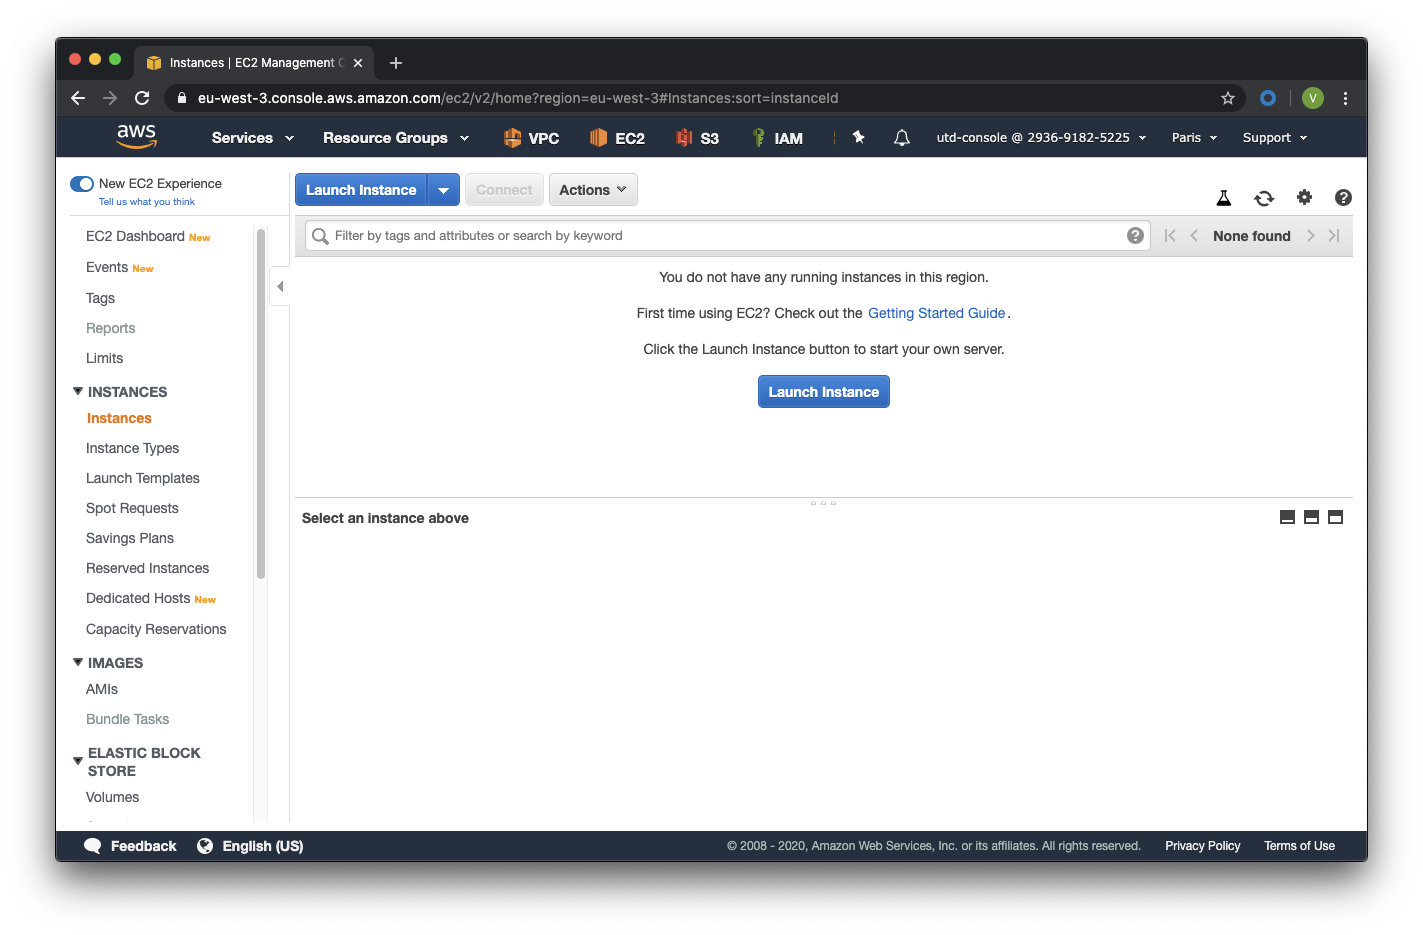 Instances | EC2 Management C
eu-west-3.console.aws.amazon.com/ec2/v2/home?region=eu-west-3#Instances:sort=instanceId
V
aws
Services
Resource Groups
VPC
EC2
S3
IAM
utd-console @ 2936-9182-5225
Paris
Support
New EC2 Experience
Tell us what you think
Launch Instance
Connect
Actions
Filter by tags and attributes or search by keyword
None found
EC2 Dashboard New
Events New
Tags
Reports
Limits
INSTANCES
Instances
Instance Types
Launch Templates
Spot Requests
Savings Plans
Reserved Instances
Dedicated Hosts New
Capacity Reservations
IMAGES
AMIs
Bundle Tasks
ELASTIC BLOCK
STORE
Volumes
You do not have any running instances in this region.
First time using EC2? Check out the Getting Started Guide.
Click the Launch Instance button to start your own server.
Launch Instance
Select an instance above
Feedback
English (US)
© 2008 - 2020, Amazon Web Services, Inc. or its affiliates. All rights reserved.
Privacy Policy
Terms of Use